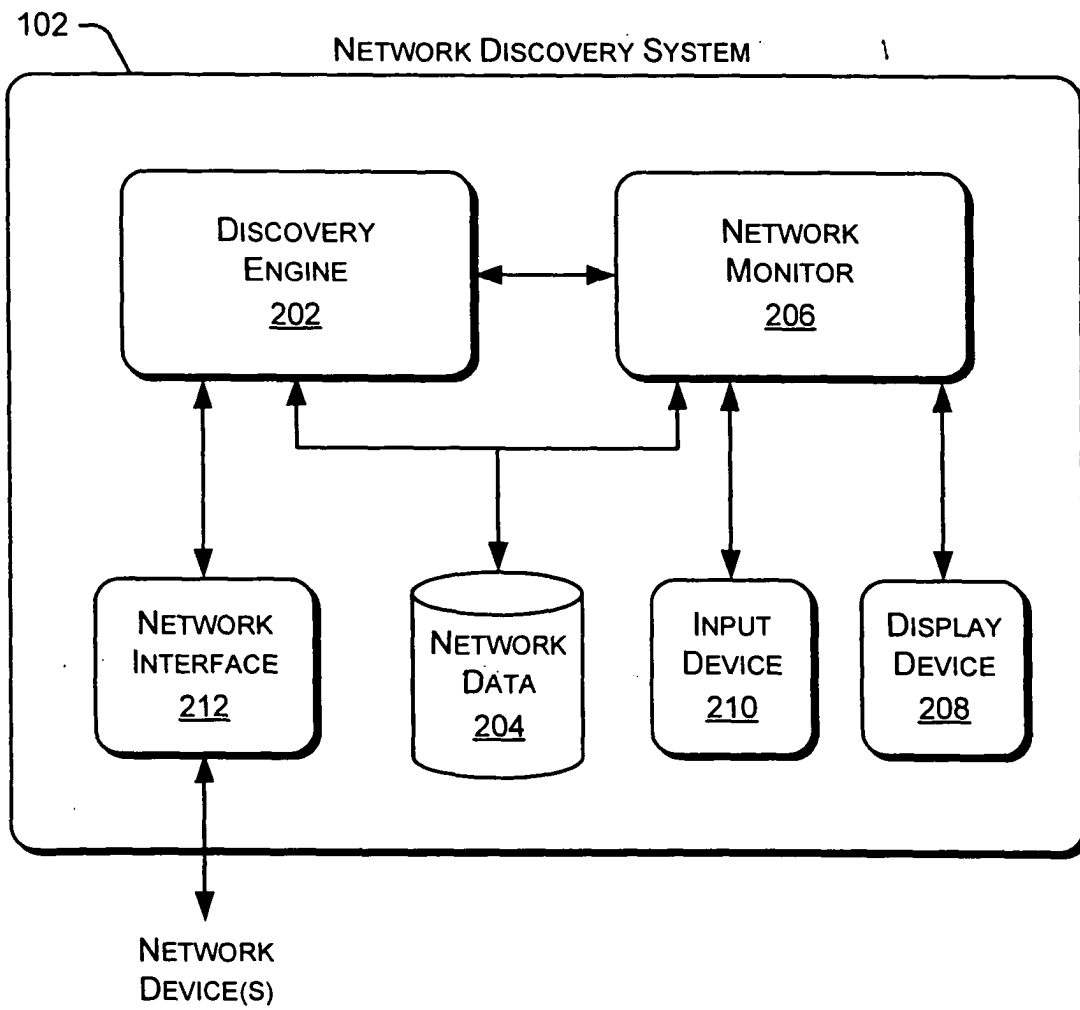 102
NETWORK DISCOVERY SYSTEM
DISCOVERY
ENGINE
202
NETWORK
MONITOR
206
NETWORK
INTERFACE
212
NETWORK
DATA
204
INPUT
DEVICE
210
DISPLAY
DEVICE
208
NETWORK
DEVICE(S)